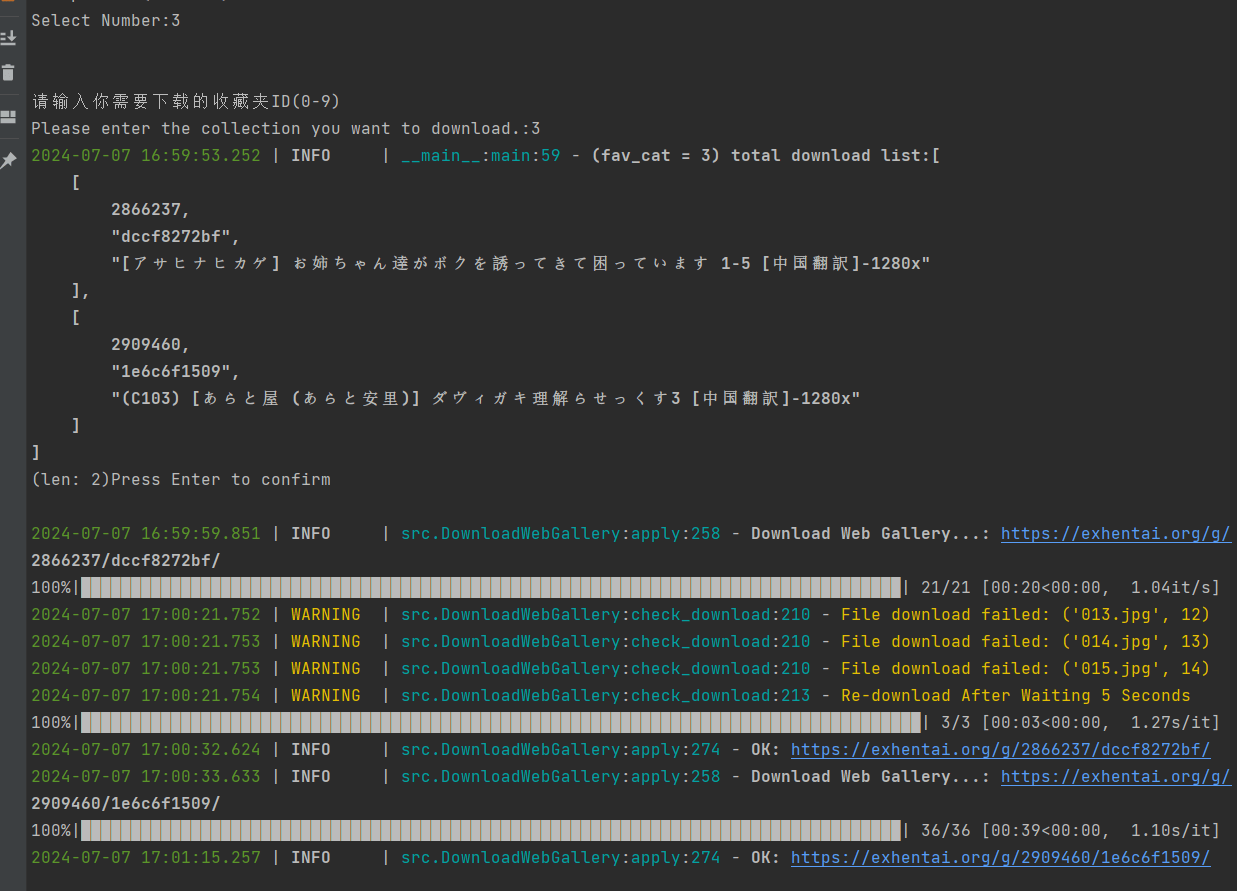 Select Number:3
请输入你需要下载的收藏夹ID(0-9)
Please enter the collection you want to download.:3
2024-07-07 16:59:53.252 | INFO     | __main__:main:59 - (fav_cat = 3) total download list:[
    [
        2866237,
        "dccf8272bf",
        "[アサヒナヒカゲ] お姉ちゃん達がボクを誘ってきて困っています 1-5 [中国翻訳]-1280x"
    ],
    [
        2909460,
        "1e6c6f1509",
        "(C103) [あらと屋 (あらと安里)] ダヴィガキ理解らせっくす3 [中国翻訳]-1280x"
    ]
]
(len: 2)Press Enter to confirm
2024-07-07 16:59:59.851 | INFO     | src.DownloadWebGallery:apply:258 - Download Web Gallery...: https://exhentai.org/g/
2866237/dccf8272bf/
100%|██████████| 21/21 [00:20<00:00,  1.04it/s]
2024-07-07 17:00:21.752 | WARNING  | src.DownloadWebGallery:check_download:210 - File download failed: ('013.jpg', 12)
2024-07-07 17:00:21.753 | WARNING  | src.DownloadWebGallery:check_download:210 - File download failed: ('014.jpg', 13)
2024-07-07 17:00:21.753 | WARNING  | src.DownloadWebGallery:check_download:210 - File download failed: ('015.jpg', 14)
2024-07-07 17:00:21.754 | WARNING  | src.DownloadWebGallery:check_download:213 - Re-download After Waiting 5 Seconds
100%|██████████| 3/3 [00:03<00:00,  1.27s/it]
2024-07-07 17:00:32.624 | INFO     | src.DownloadWebGallery:apply:274 - OK: https://exhentai.org/g/2866237/dccf8272bf/
2024-07-07 17:00:33.633 | INFO     | src.DownloadWebGallery:apply:258 - Download Web Gallery...: https://exhentai.org/g/
2909460/1e6c6f1509/
100%|██████████| 36/36 [00:39<00:00,  1.10s/it]
2024-07-07 17:01:15.257 | INFO     | src.DownloadWebGallery:apply:274 - OK: https://exhentai.org/g/2909460/1e6c6f1509/